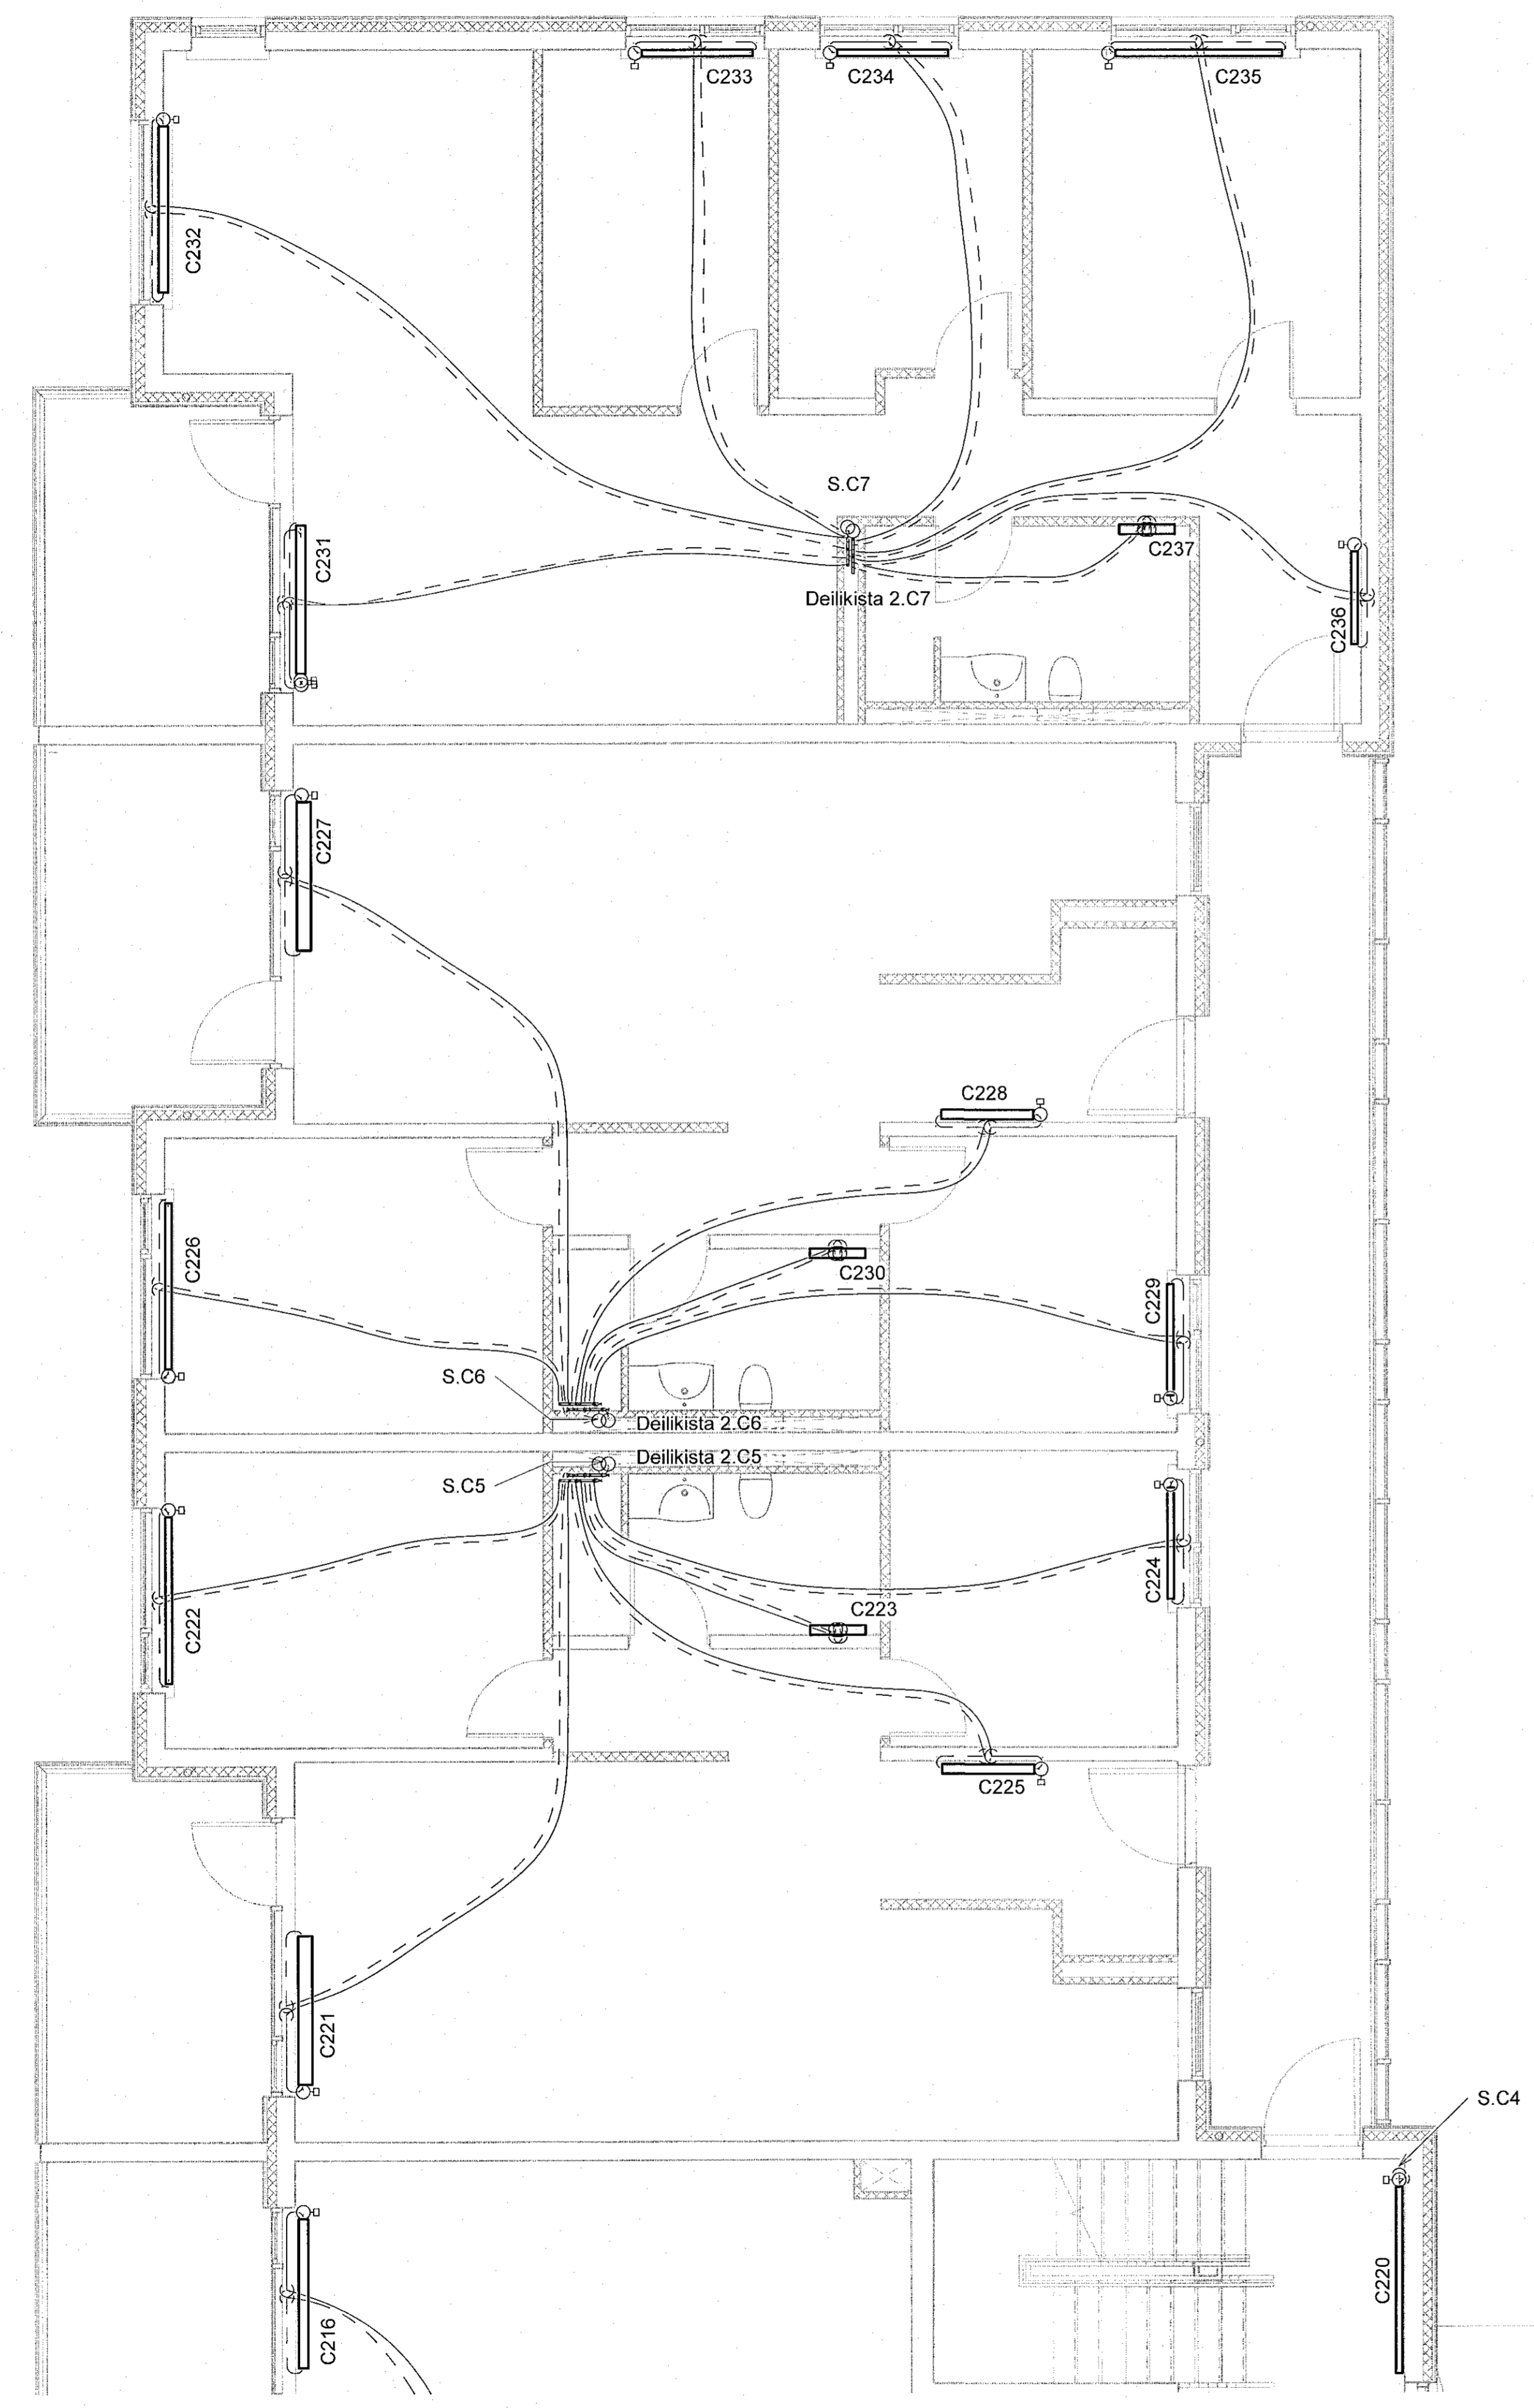 C233
C234
C235
C232
S.C7
C231
C237
Deilikista 2.C7
C236
C227
C228
C226
C230
C229
S.C6
Deilikista 2.C6
Deilikista 2.C5
S.C5
C224
C222
C223
C225
C221
S.C4
C220
C216